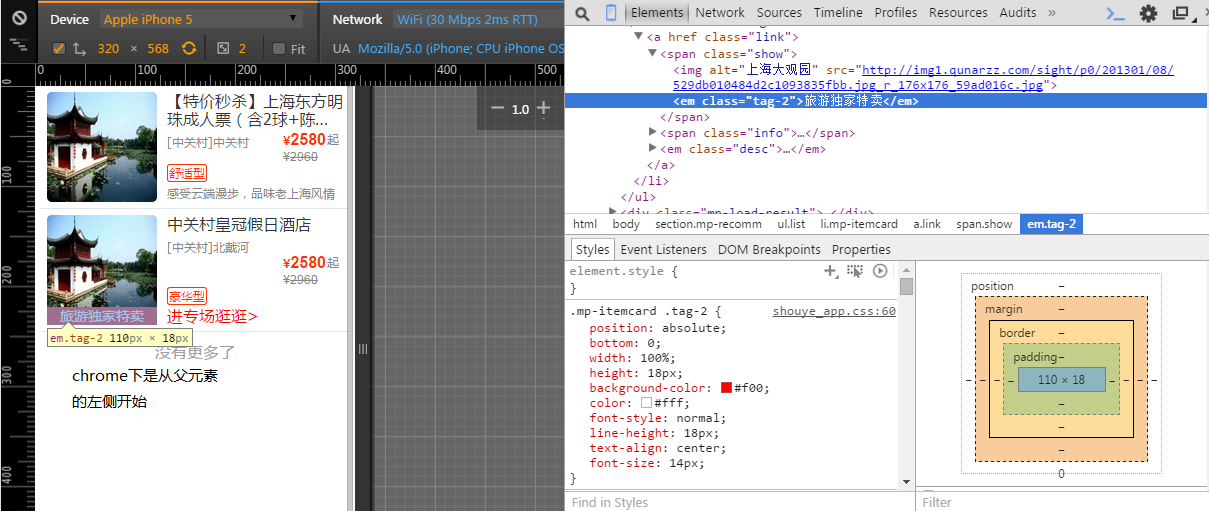 Device Apple iPhone 5 ▼
320 × 568 2 Fit
Network WiFi (30 Mbps 2ms RTT)
UA Mozilla/5.0 (iPhone; CPU iPhone OS
0 100 200 300 400 500
100
200
300
400
1.0
【特价秒杀】上海东方明
珠成人票（含2球+陈...
[中关村]中关村
¥2580起
¥2960
舒适型
感受云端漫步，品味老上海风情
中关村皇冠假日酒店
[中关村]北戴河
¥2580起
¥2960
豪华型
进专场逛逛>
旅游独家特卖
em.tag-2 110px × 18px
没有更多了
chrome下是从父元素
的左侧开始
Elements Network Sources Timeline Profiles Resources Audits »
▼<a href class="link">
▼<span class="show">
<img alt="上海大观园" src="http://img1.qunarzz.com/sight/p0/201301/08/
529db010484d2c1093835fbb.jpg_r_176x176_59ad016c.jpg">
<em class="tag-2">旅游独家特卖</em>
</span>
▶<span class="info">…</span>
▶<em class="desc">…</em>
</a>
</li>
</ul>
▶<div class="mp-load-result"> </div>
html body section.mp-recomm ul.list li.mp-itemcard a.link span.show em.tag-2
Styles Event Listeners DOM Breakpoints Properties
element.style {
}
.mp-itemcard .tag-2 { shouye_app.css:60
position: absolute;
bottom: 0;
width: 100%;
height: 18px;
background-color: #f00;
color: #fff;
font-style: normal;
line-height: 18px;
text-align: center;
font-size: 14px;
}
Find in Styles
position –
margin –
border –
padding –
– – – 110 × 18 – – –
–
–
–
0
Filter